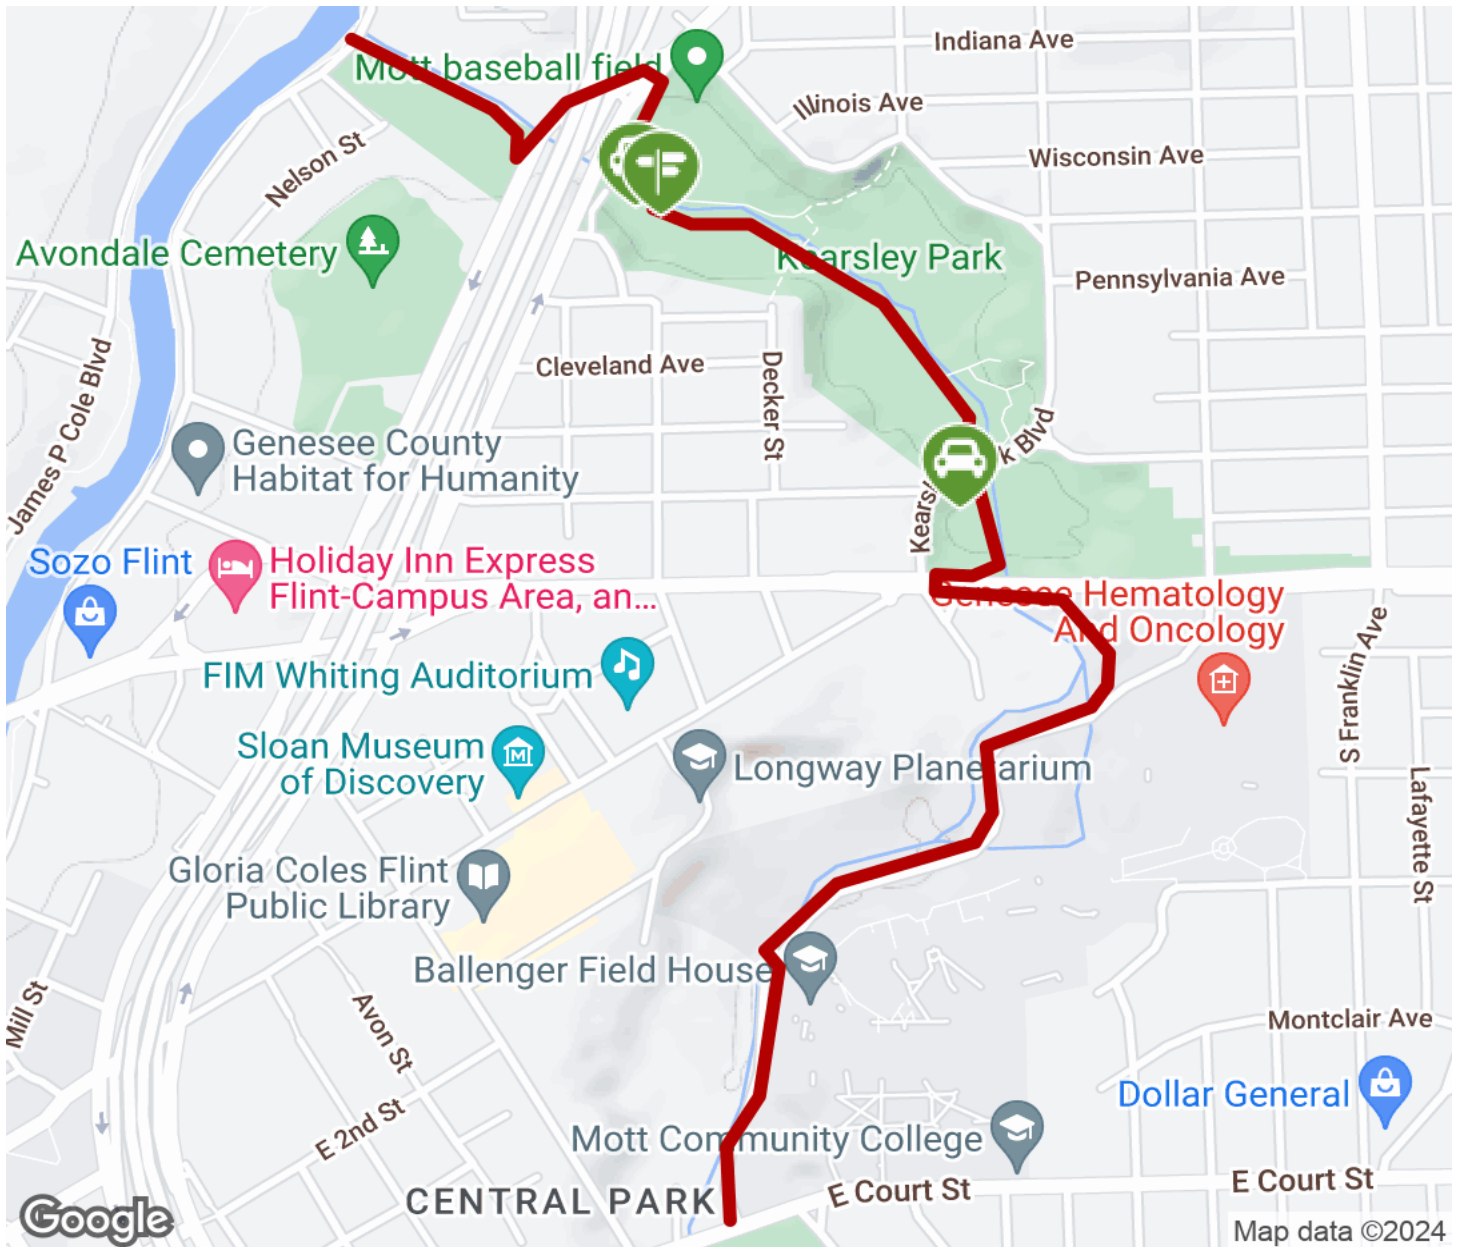 Indiana Ave
Mott baseball field
Illinois Ave
Wisconsin Ave
Nelson St
Avondale Cemetery
Kearsley Park
Pennsylvania Ave
James P Cole Blvd
Cleveland Ave
Decker St
Genesee County
Habitat for Humanity
k Blvd
Kears
Sozo Flint
Holiday Inn Express
Flint-Campus Area, an...
Genesee Hematology
And Oncology
S Franklin Ave
FIM Whiting Auditorium
Sloan Museum
of Discovery
M
Longway Planetarium
Lafayette St
Gloria Coles Flint
Public Library
Ballenger Field House
Mill St
Avon St
Montclair Ave
Dollar General
E 2nd St
Mott Community College
CENTRAL PARK
E Court St
E Court St
Google
Map data ©2024